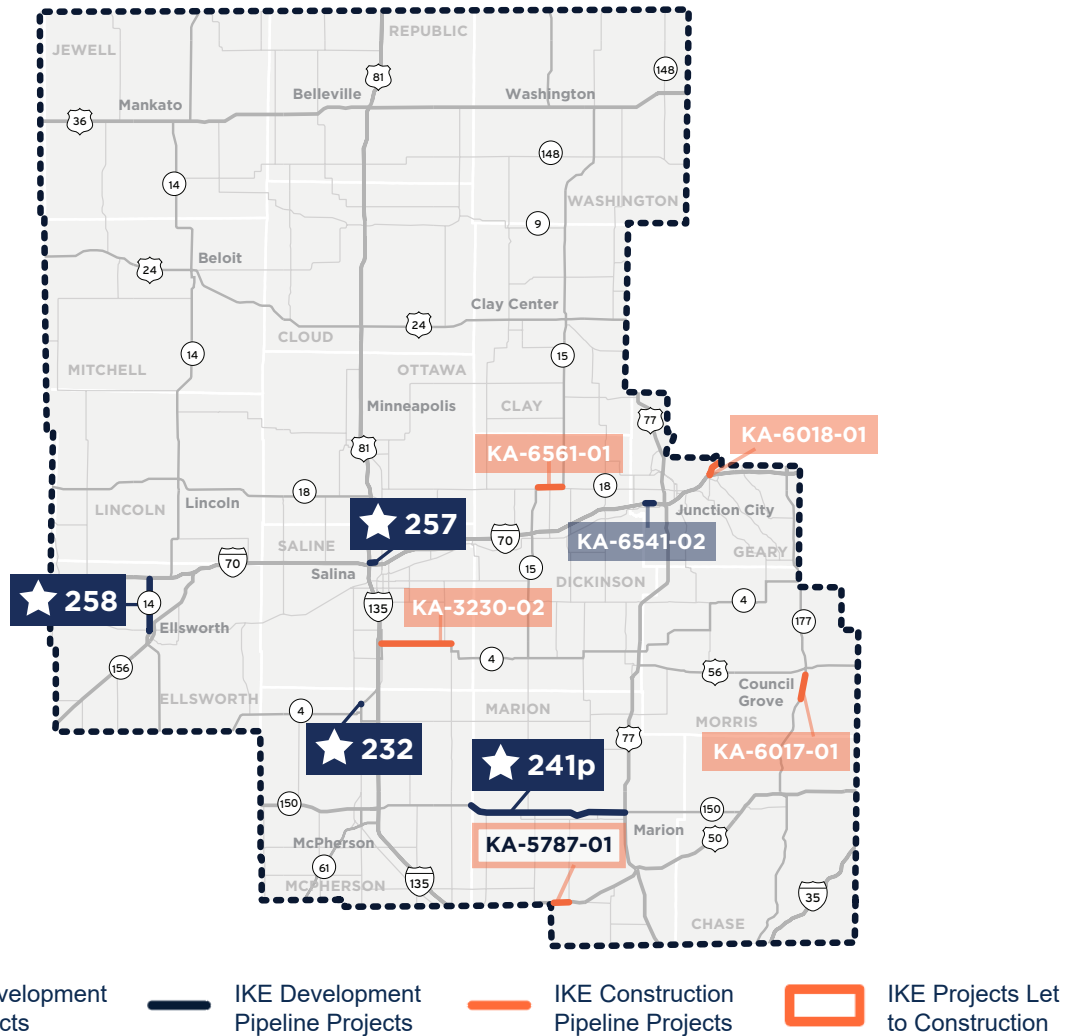 REPUBLIC
JEWELL
81
148
Mankato
Belleville
Washington
36
148
14
WASHINGTON
9
Beloit
24
Clay Center
24
CLOUD
15
14
MITCHELL
OTTAWA
Minneapolis
CLAY
77
KA-6018-01
81
KA-6561-01
18
18
Lincoln
LINCOLN
257
Junction City
70
KA-6541-02
SALINE
GEARY
70
Salina
15
DICKINSON
258
14
135
KA-3230-02
4
177
Ellsworth
156
4
56
Council
Grove
ELLSWORTH
4
MARION
MORRIS
232
77
KA-6017-01
241p
150
150
McPherson
KA-5787-01
Marion
50
61
MCPHERSON
135
35
CHASE
velopment
cts
IKE Development
Pipeline Projects
IKE Construction
Pipeline Projects
IKE Projects Let
to Construction